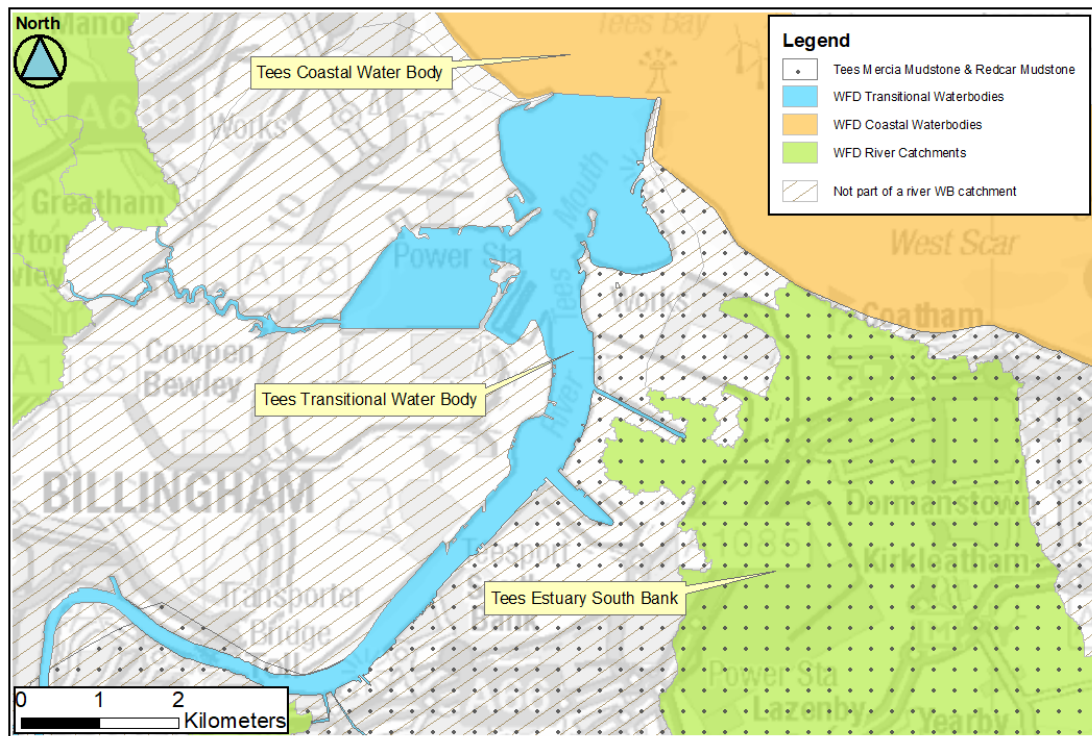 North
Manor
Tees Bay
Tees Coastal Water Body
Legend
Tees Mercia Mudstone & Redcar Mudstone
WFD Transitional Waterbodies
WFD Coastal Waterbodies
WFD River Catchments
Not part of a river WB catchment
Works
Greatham
Mouth
Power Sta
A178
West Scar
Works
Coatham
Tees
Cowpen
Bewley
Tees Transitional Water Body
River
BILLINGHAM
Dormanstown
Teesport
Kirkleatham
Tees Estuary South Bank
Transporter
Bridge
Bank
Power Sta
Lazenby
Yearby
0 1 2
Kilometers